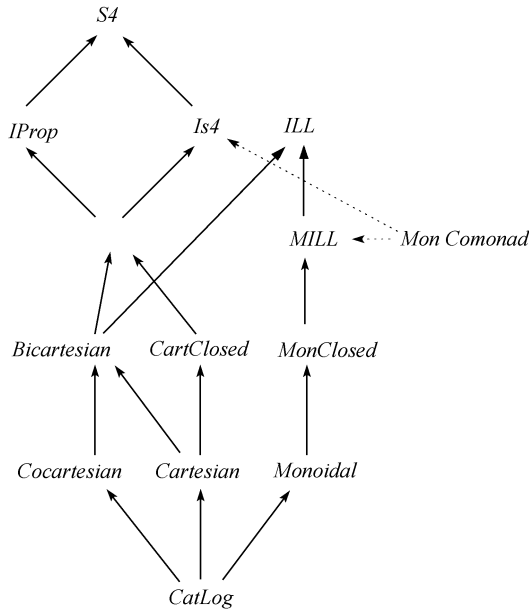 S4
IProp Is4 ILL
MILL Mon Comonad
Bicartesian CartClosed MonClosed
Cocartesian Cartesian Monoidal
CatLog